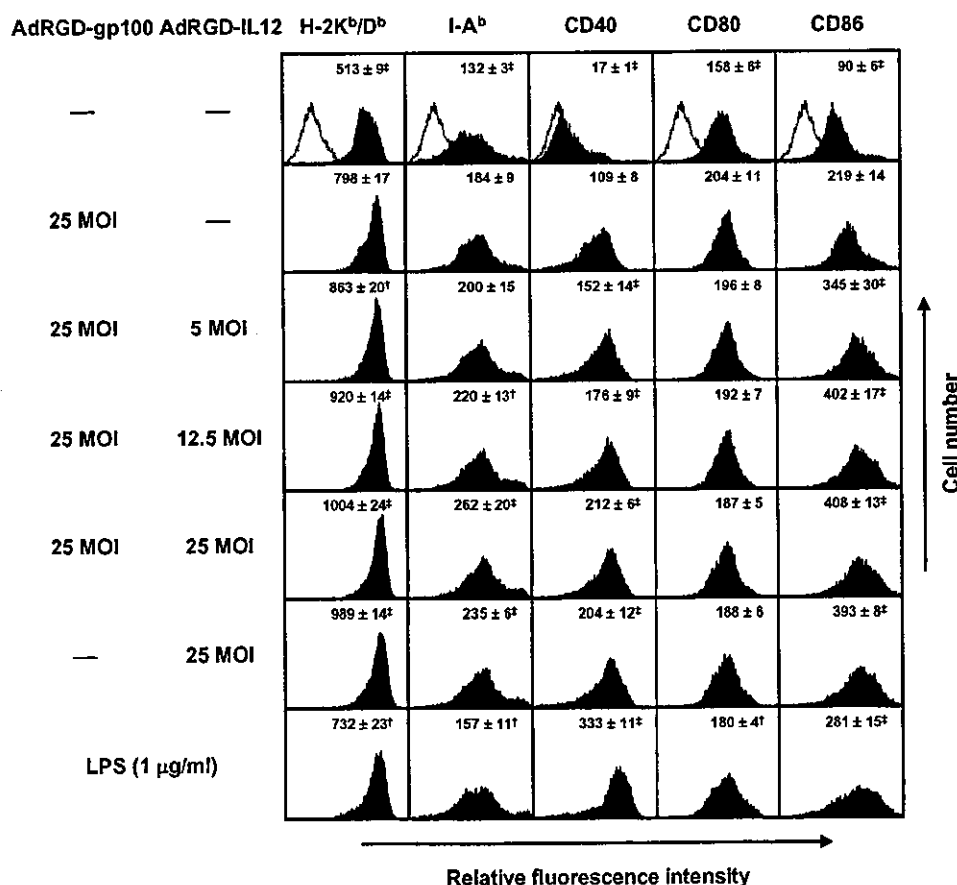 AdRGD-gp100 AdRGD-IL12 H-2Kᵇ/Dᵇ I-Aᵇ CD40 CD80 CD86
513 ± 9‡ 132 ± 3‡ 17 ± 1‡ 158 ± 6‡ 90 ± 6‡
— —
798 ± 17 184 ± 9 109 ± 8 204 ± 11 219 ± 14
25 MOI —
863 ± 20† 200 ± 15 152 ± 14‡ 196 ± 8 345 ± 30‡
25 MOI 5 MOI
920 ± 14‡ 220 ± 13† 176 ± 9‡ 192 ± 7 402 ± 17‡
25 MOI 12.5 MOI
1004 ± 24‡ 262 ± 20‡ 212 ± 6‡ 187 ± 5 408 ± 13‡
25 MOI 25 MOI
989 ± 14‡ 235 ± 6‡ 204 ± 12‡ 188 ± 6 393 ± 8‡
— 25 MOI
732 ± 23† 157 ± 11† 333 ± 11‡ 180 ± 4† 281 ± 15‡
LPS (1 μg/ml)
Cell number
Relative fluorescence intensity